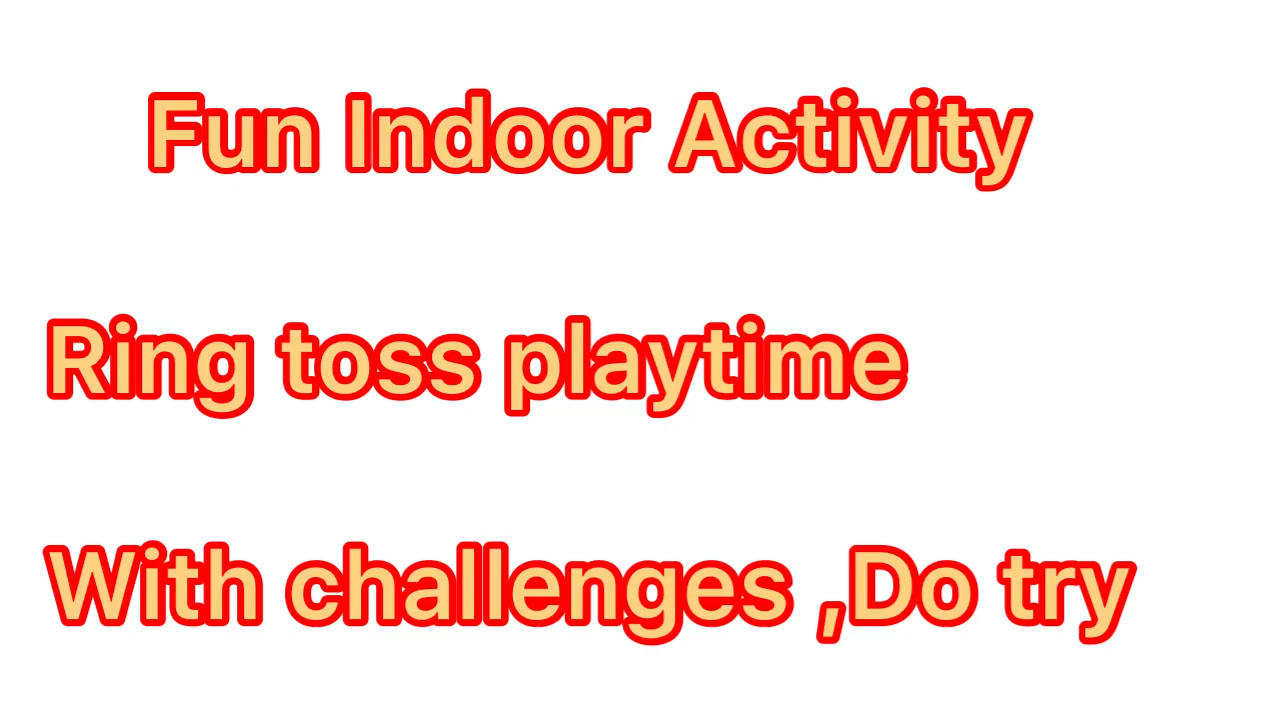 Fun Indoor Activity
Ring toss playtime
With challenges ,Do try